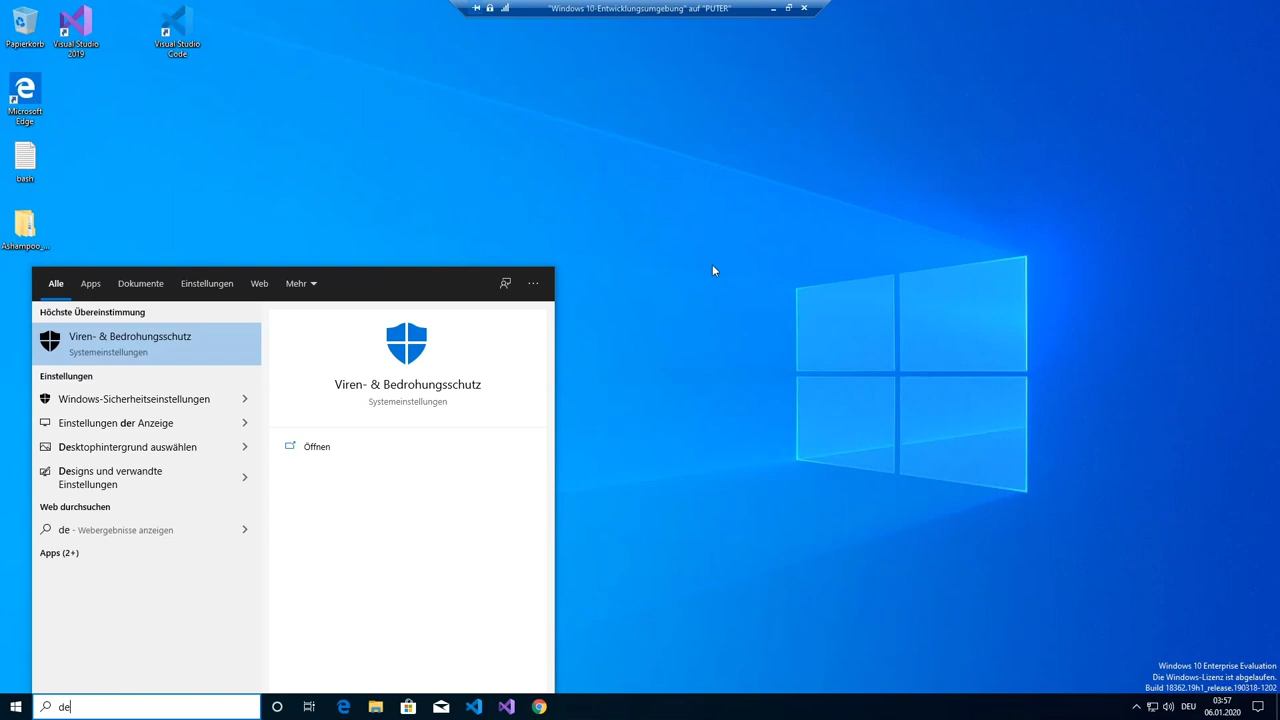 "Windows 10-Entwicklungsumgebung" auf "PUTER"
Papierkorb
Visual Studio
2019
Visual Studio
Code
Microsoft
Edge
bash
Ashampoo_...
Alle
Apps
Dokumente
Einstellungen
Web
Mehr
Höchste Übereinstimmung
Viren- & Bedrohungsschutz
Systemeinstellungen
Einstellungen
Windows-Sicherheitseinstellungen
Einstellungen der Anzeige
Desktophintergrund auswählen
Designs und verwandte
Einstellungen
Web durchsuchen
de - Webergebnisse anzeigen
Apps (2+)
Viren- & Bedrohungsschutz
Systemeinstellungen
Öffnen
Windows 10 Enterprise Evaluation
Die Windows-Lizenz ist abgelaufen.
Build 18362.19h1_release.190318-1202
de
DEU
03:57
06.01.2020